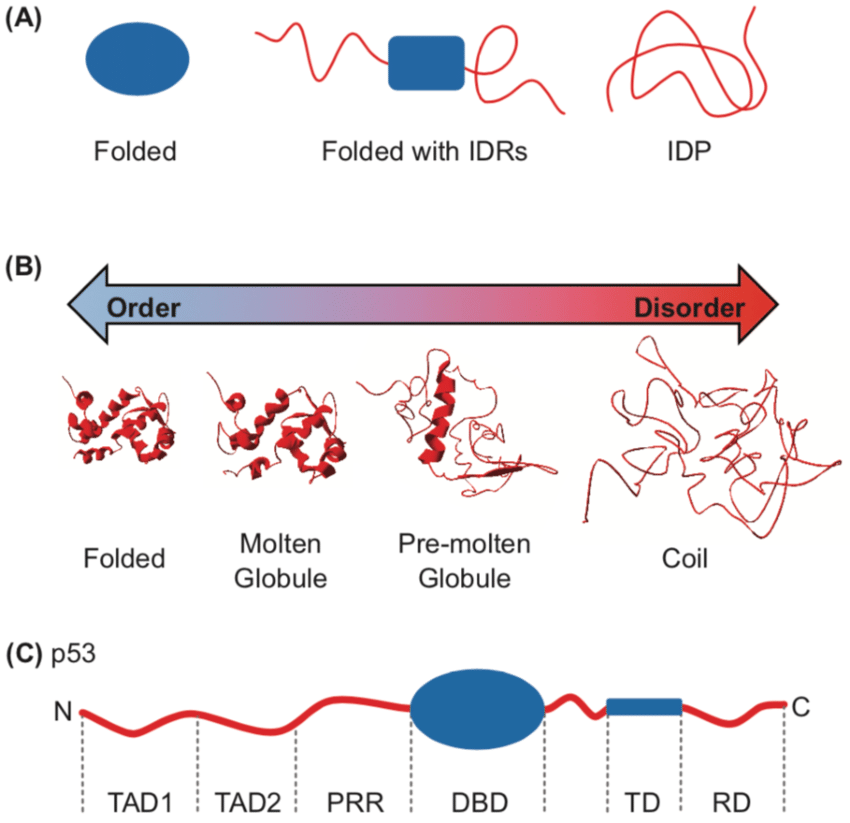 (A)
Folded
Folded with IDRs
IDP
(B)
Order
Disorder
Folded
Molten
Globule
Pre-molten
Globule
Coil
(C) p53
N
C
TAD1
TAD2
PRR
DBD
TD
RD